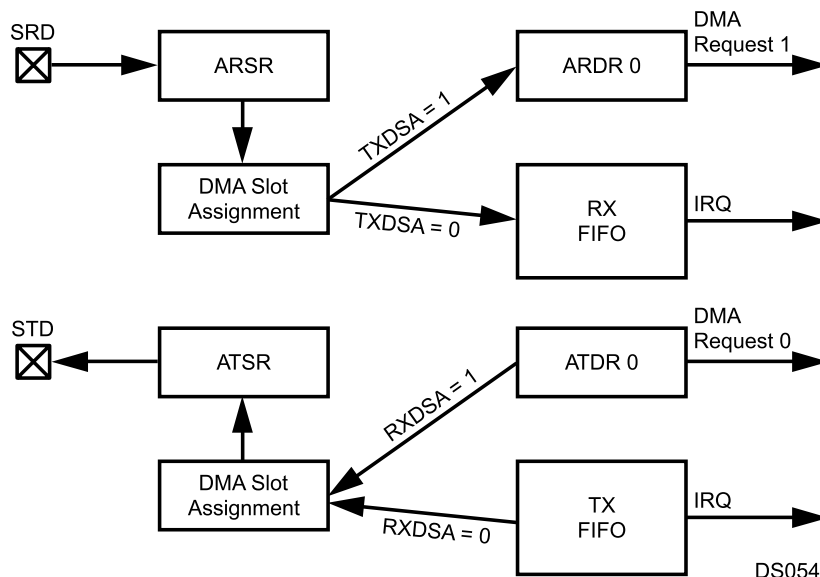 SRD
ARSR
ARDR 0
DMA
Request 1
TXDSA = 1
DMA Slot
Assignment
TXDSA = 0
RX
FIFO
IRQ
STD
ATSR
ATDR 0
DMA
Request 0
RXDSA = 1
DMA Slot
Assignment
RXDSA = 0
TX
FIFO
IRQ
DS054